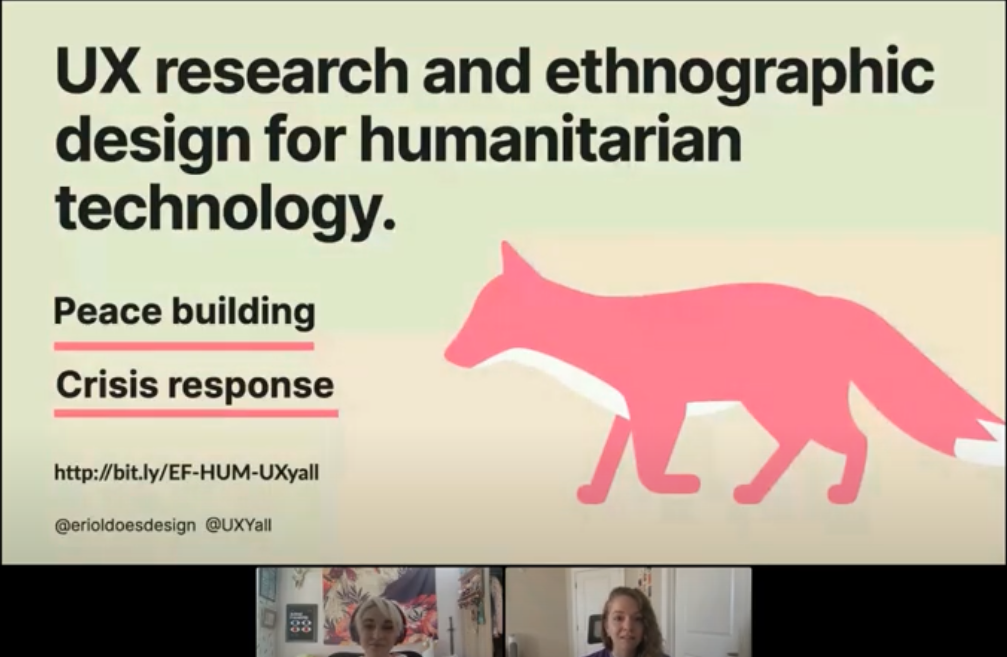 UX research and ethnographic
design for humanitarian
technology.
Peace building
Crisis response
http://bit.ly/EF-HUM-UXyall
@erioldoesdesign @UXYall